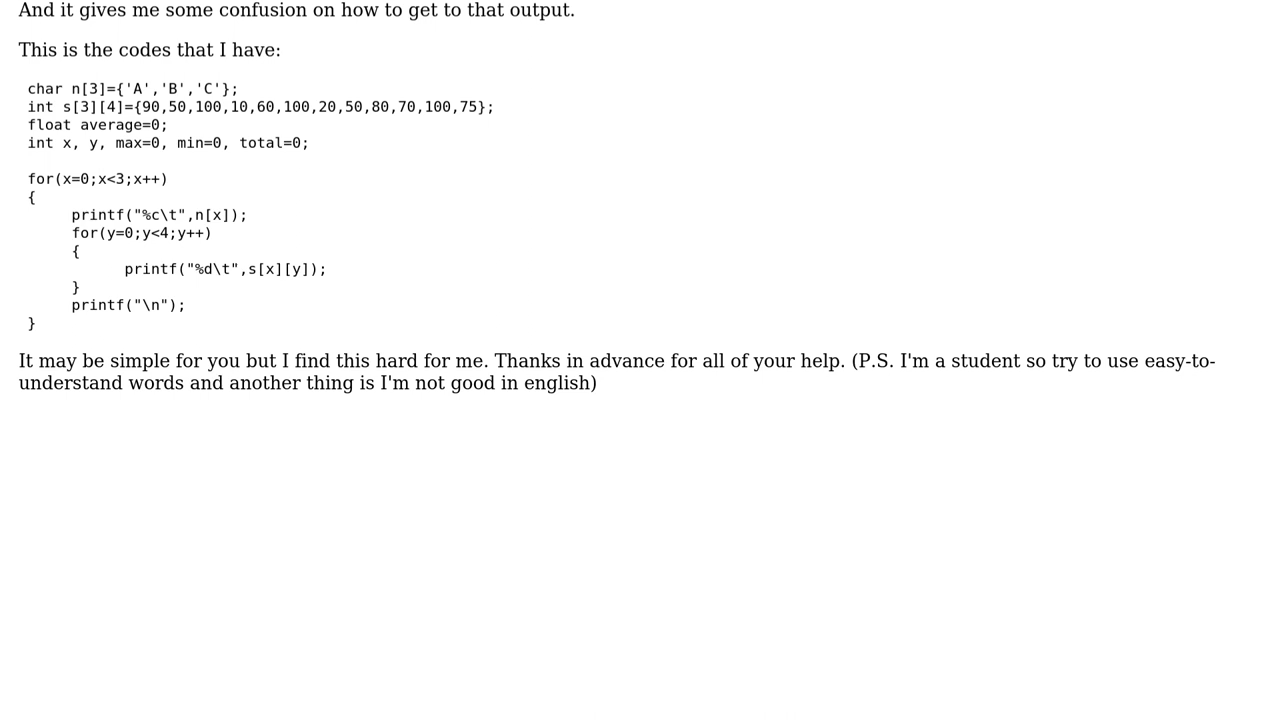 And it gives me some confusion on how to get to that output.
This is the codes that I have:
char n[3]={'A','B','C'};
int s[3][4]={90,50,100,10,60,100,20,50,80,70,100,75};
float average=0;
int x, y, max=0, min=0, total=0;
for(x=0;x<3;x++)
{
printf("%c\t",n[x]);
for(y=0;y<4;y++)
{
printf("%d\t",s[x][y]);
}
printf("\n");
}
It may be simple for you but I find this hard for me. Thanks in advance for all of your help. (P.S. I'm a student so try to use easy-to-
understand words and another thing is I'm not good in english)